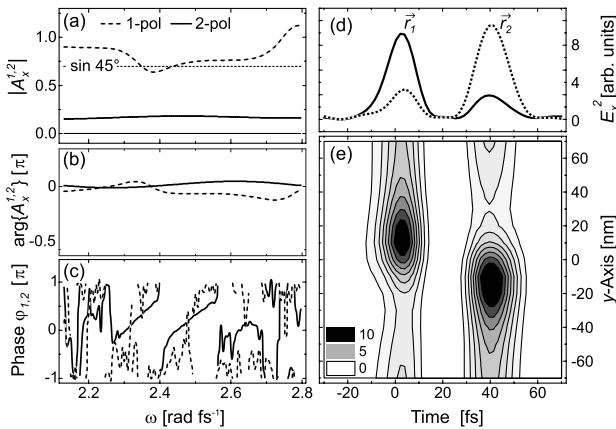 (a)
--- 1-pol — 2-pol
|A_x^{1,2}|
sin 45°
1.0
0.5
0.0
(b)
arg{A_x^{1,2}} [π]
0
-0.5
(c)
Phase φ_{1,2} [π]
1
0
-1
2.2 2.4 2.6 2.8
ω [rad fs⁻¹]
(d)
r⃗_1 r⃗_2
8
4
0
E_x^2 [arb. units]
(e)
60
40
20
0
-20
-40
-60
y-Axis [nm]
10
5
0
-20 0 20 40 60
Time [fs]